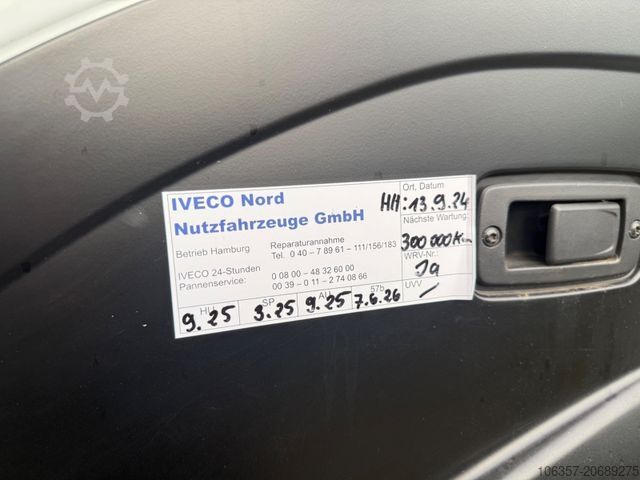 IVECO Nord
Nutzfahrzeuge GmbH
Betrieb Hamburg
Reparaturannahme
Tel. 0 40 - 7 89 61 - 111/156/183
IVECO 24-Stunden
Pannenservice:
0 08 00 - 48 32 60 00
00 39 - 0 11 - 2 74 08 66
Ort, Datum
HH: 13.9.24
Nächste Wartung:
300 000 Km
WRV-Nr.:
Ja
HU
9.25
SP
3.25
AU
9.25
57b
7.6.26
UVV
/
106357-20689275